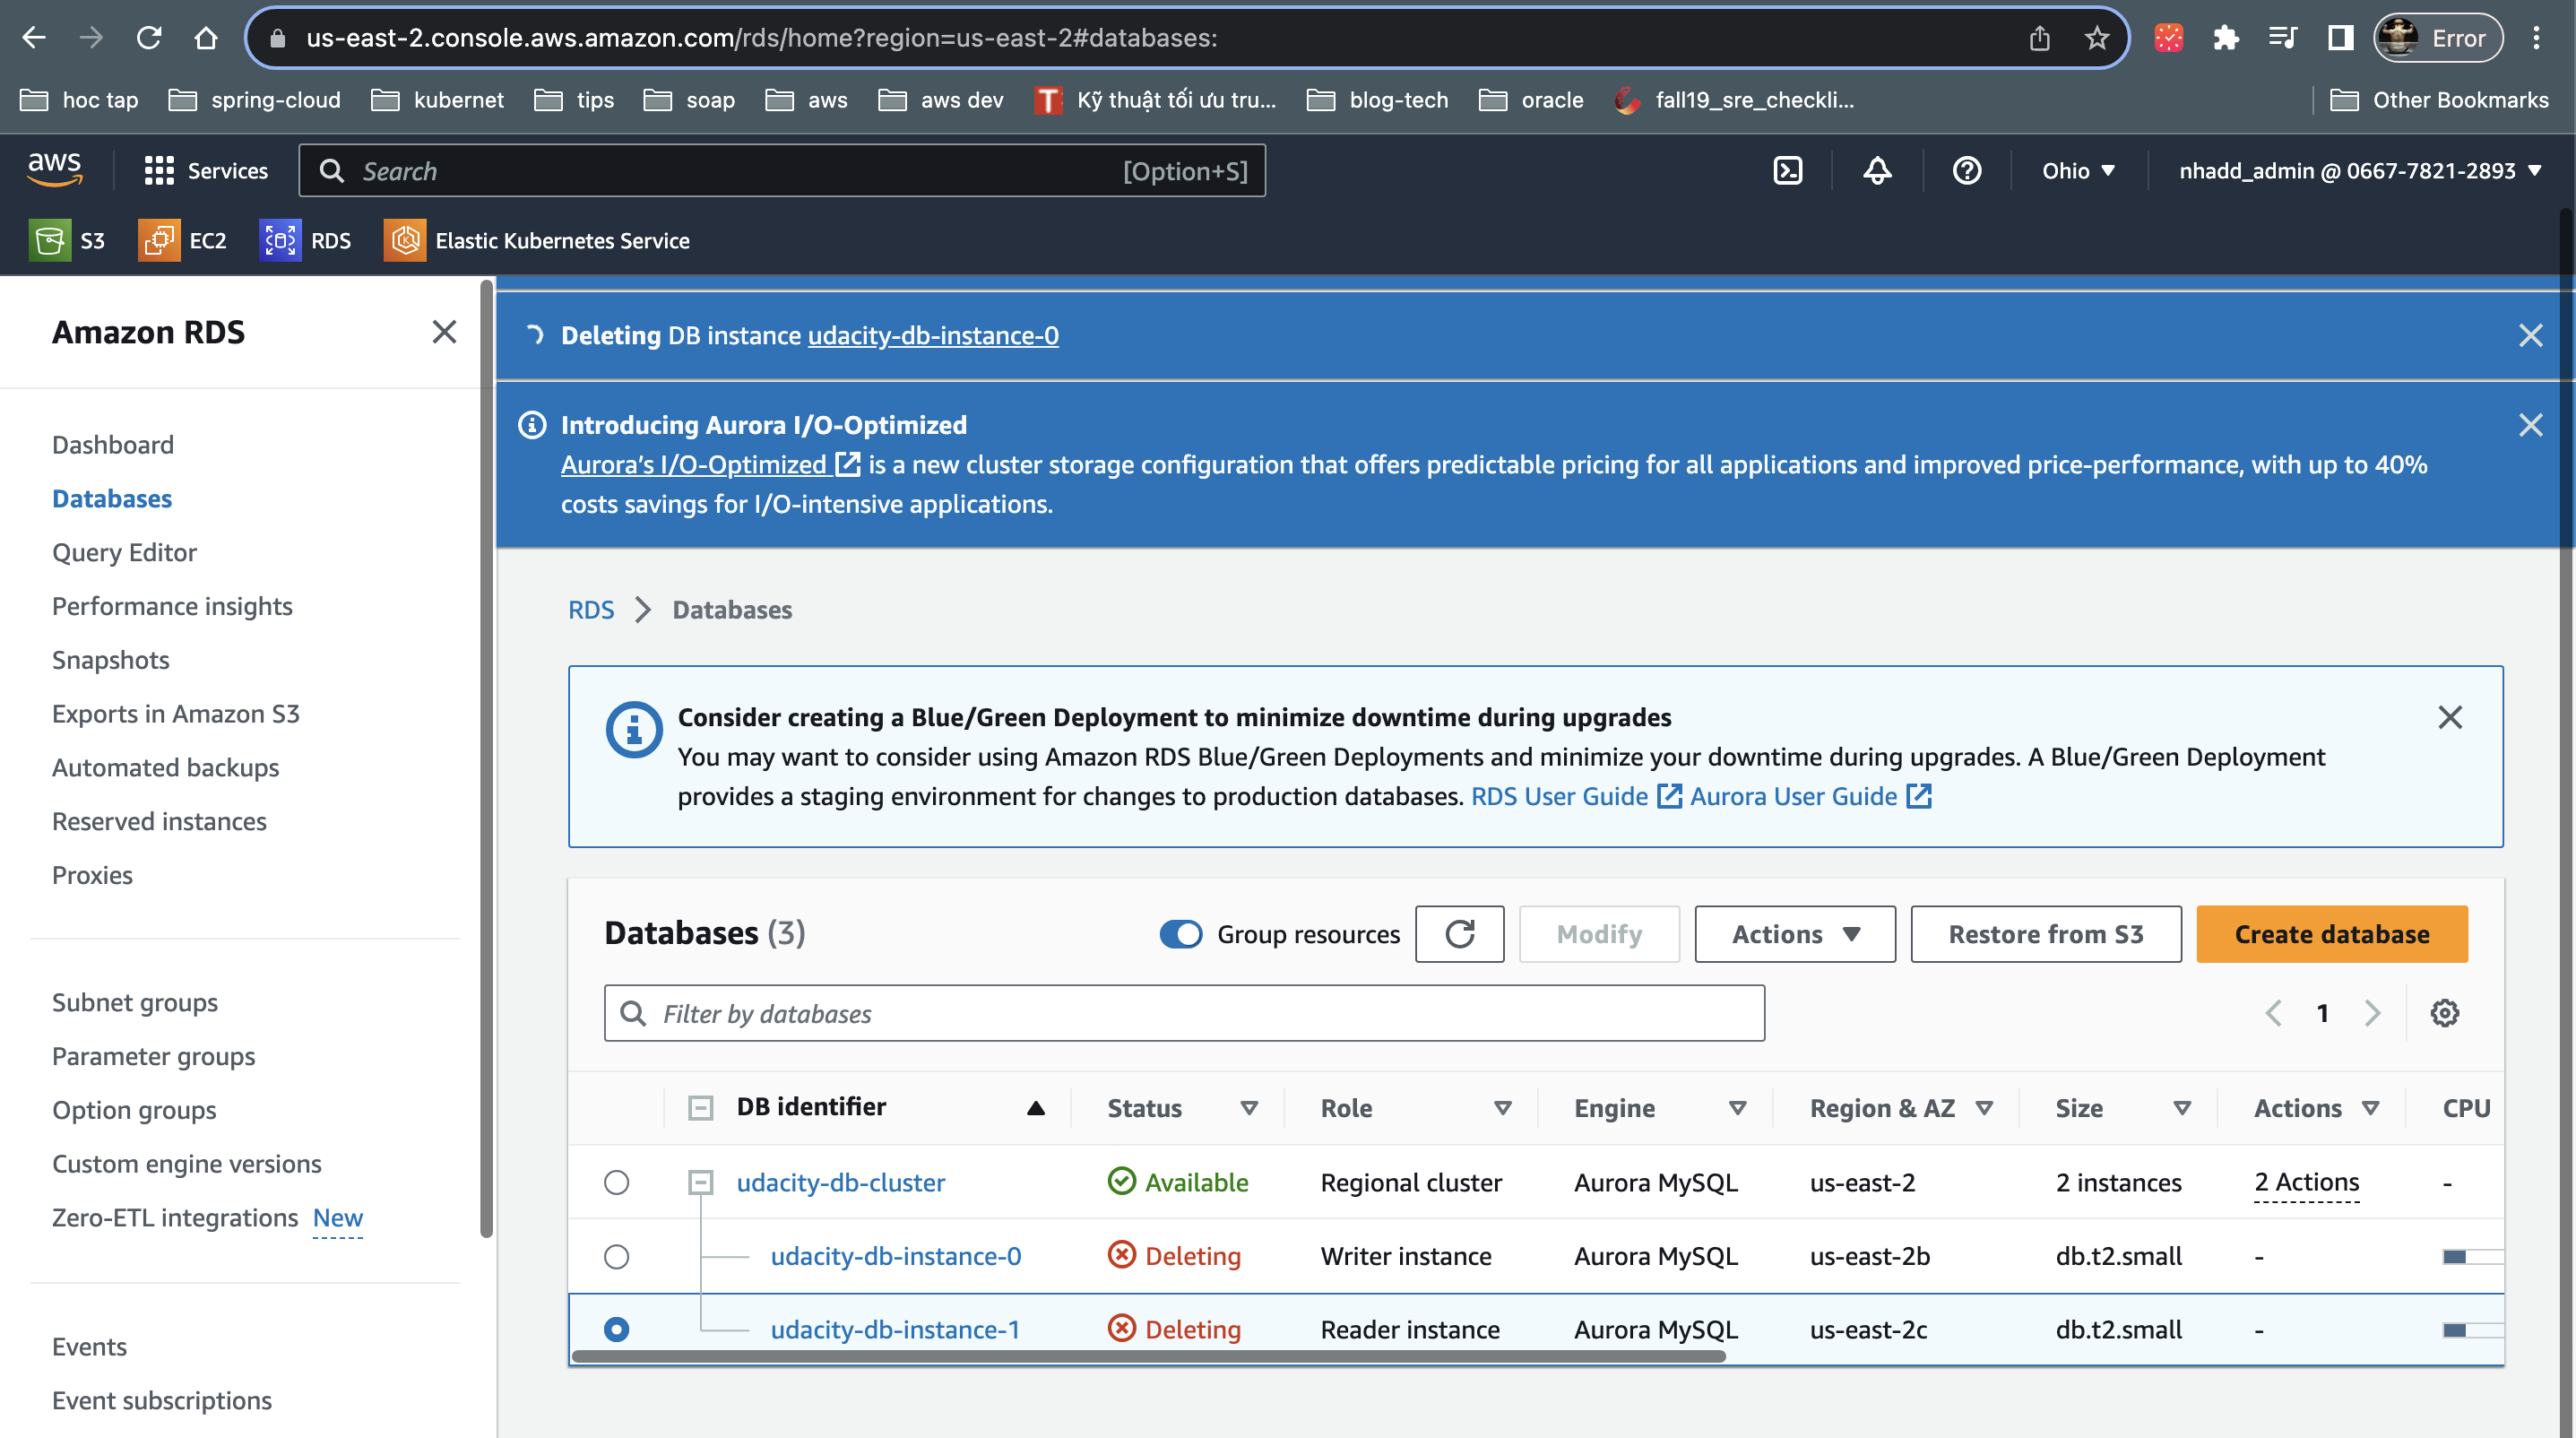 us-east-2.console.aws.amazon.com/rds/home?region=us-east-2#databases:
Error
hoc tap
spring-cloud
kubernet
tips
soap
aws
aws dev
T
Kỹ thuật tối ưu tru...
blog-tech
oracle
fall19_sre_checkli...
Other Bookmarks
aws
Services
Search
[Option+S]
Ohio
nhadd_admin @ 0667-7821-2893
S3
EC2
RDS
Elastic Kubernetes Service
Amazon RDS
Dashboard
Databases
Query Editor
Performance insights
Snapshots
Exports in Amazon S3
Automated backups
Reserved instances
Proxies
Subnet groups
Parameter groups
Option groups
Custom engine versions
Zero-ETL integrations New
Events
Event subscriptions
Deleting DB instance udacity-db-instance-0
Introducing Aurora I/O-Optimized
Aurora’s I/O-Optimized is a new cluster storage configuration that offers predictable pricing for all applications and improved price-performance, with up to 40%
costs savings for I/O-intensive applications.
RDS > Databases
Consider creating a Blue/Green Deployment to minimize downtime during upgrades
You may want to consider using Amazon RDS Blue/Green Deployments and minimize your downtime during upgrades. A Blue/Green Deployment
provides a staging environment for changes to production databases. RDS User Guide Aurora User Guide
Databases (3)
Group resources
Modify
Actions
Restore from S3
Create database
Filter by databases
1
DB identifier Status Role Engine Region & AZ Size Actions CPU
udacity-db-cluster Available Regional cluster Aurora MySQL us-east-2 2 instances 2 Actions -
udacity-db-instance-0 Deleting Writer instance Aurora MySQL us-east-2b db.t2.small -
udacity-db-instance-1 Deleting Reader instance Aurora MySQL us-east-2c db.t2.small -